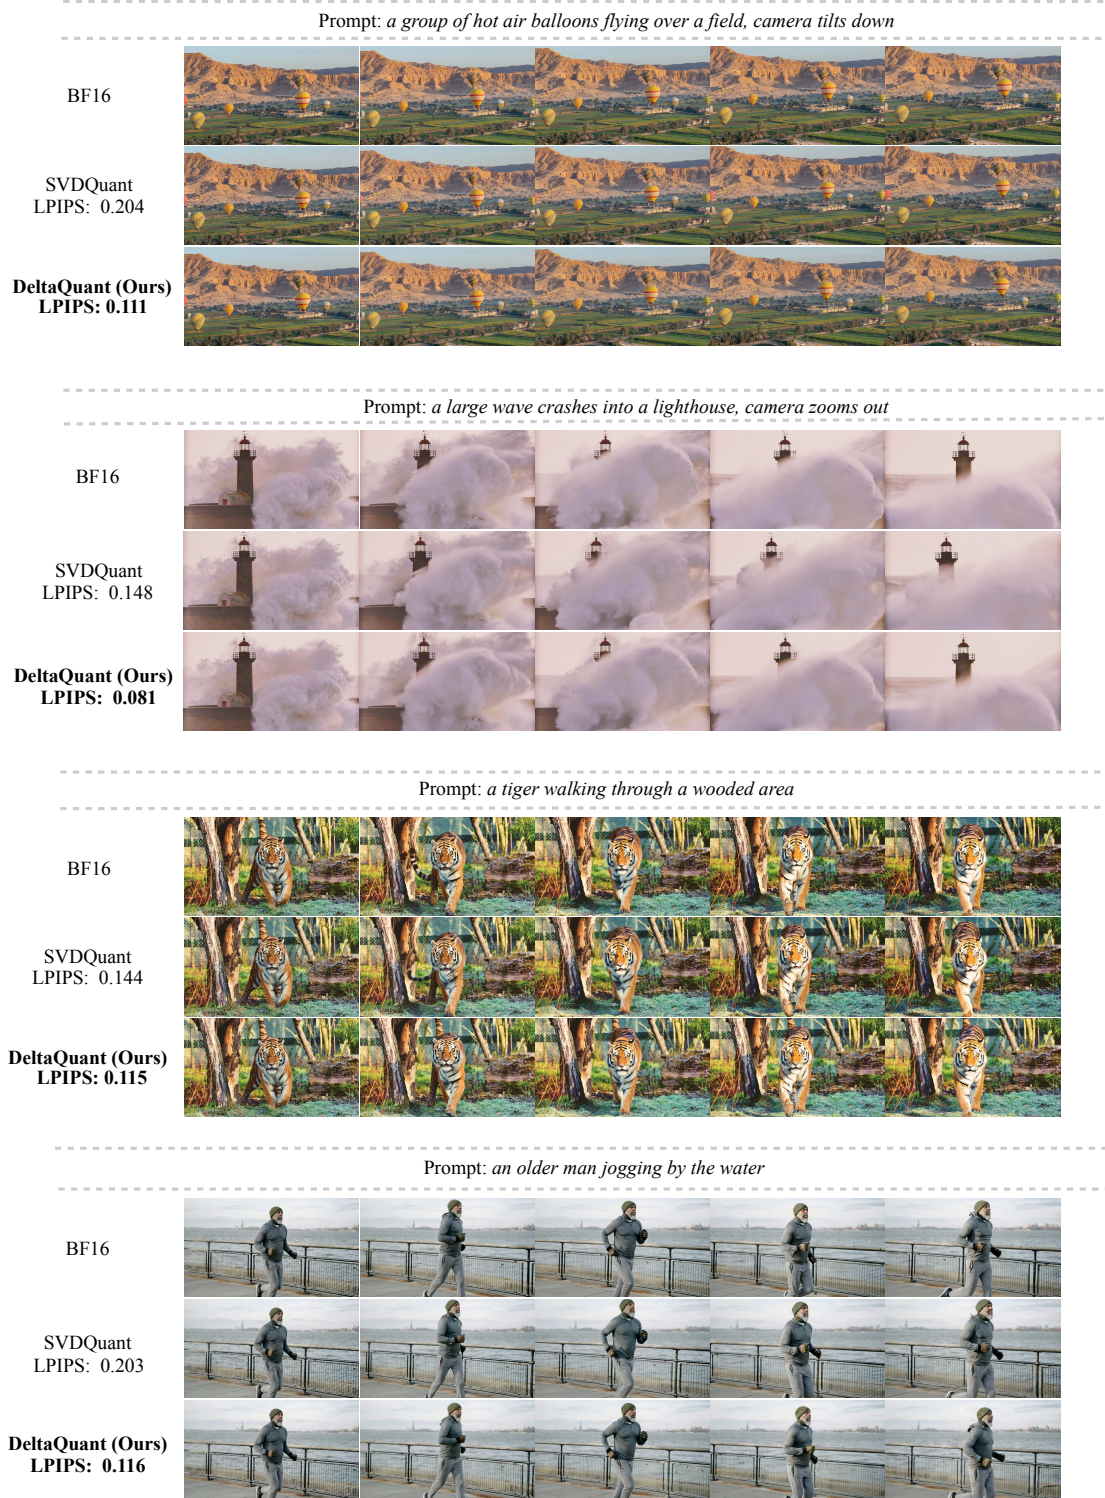 Prompt: a group of hot air balloons flying over a field, camera tilts down
BF16
SVDQuant
LPIPS: 0.204
DeltaQuant (Ours)
LPIPS: 0.111
Prompt: a large wave crashes into a lighthouse, camera zooms out
BF16
SVDQuant
LPIPS: 0.148
DeltaQuant (Ours)
LPIPS: 0.081
Prompt: a tiger walking through a wooded area
BF16
SVDQuant
LPIPS: 0.144
DeltaQuant (Ours)
LPIPS: 0.115
Prompt: an older man jogging by the water
BF16
SVDQuant
LPIPS: 0.203
DeltaQuant (Ours)
LPIPS: 0.116